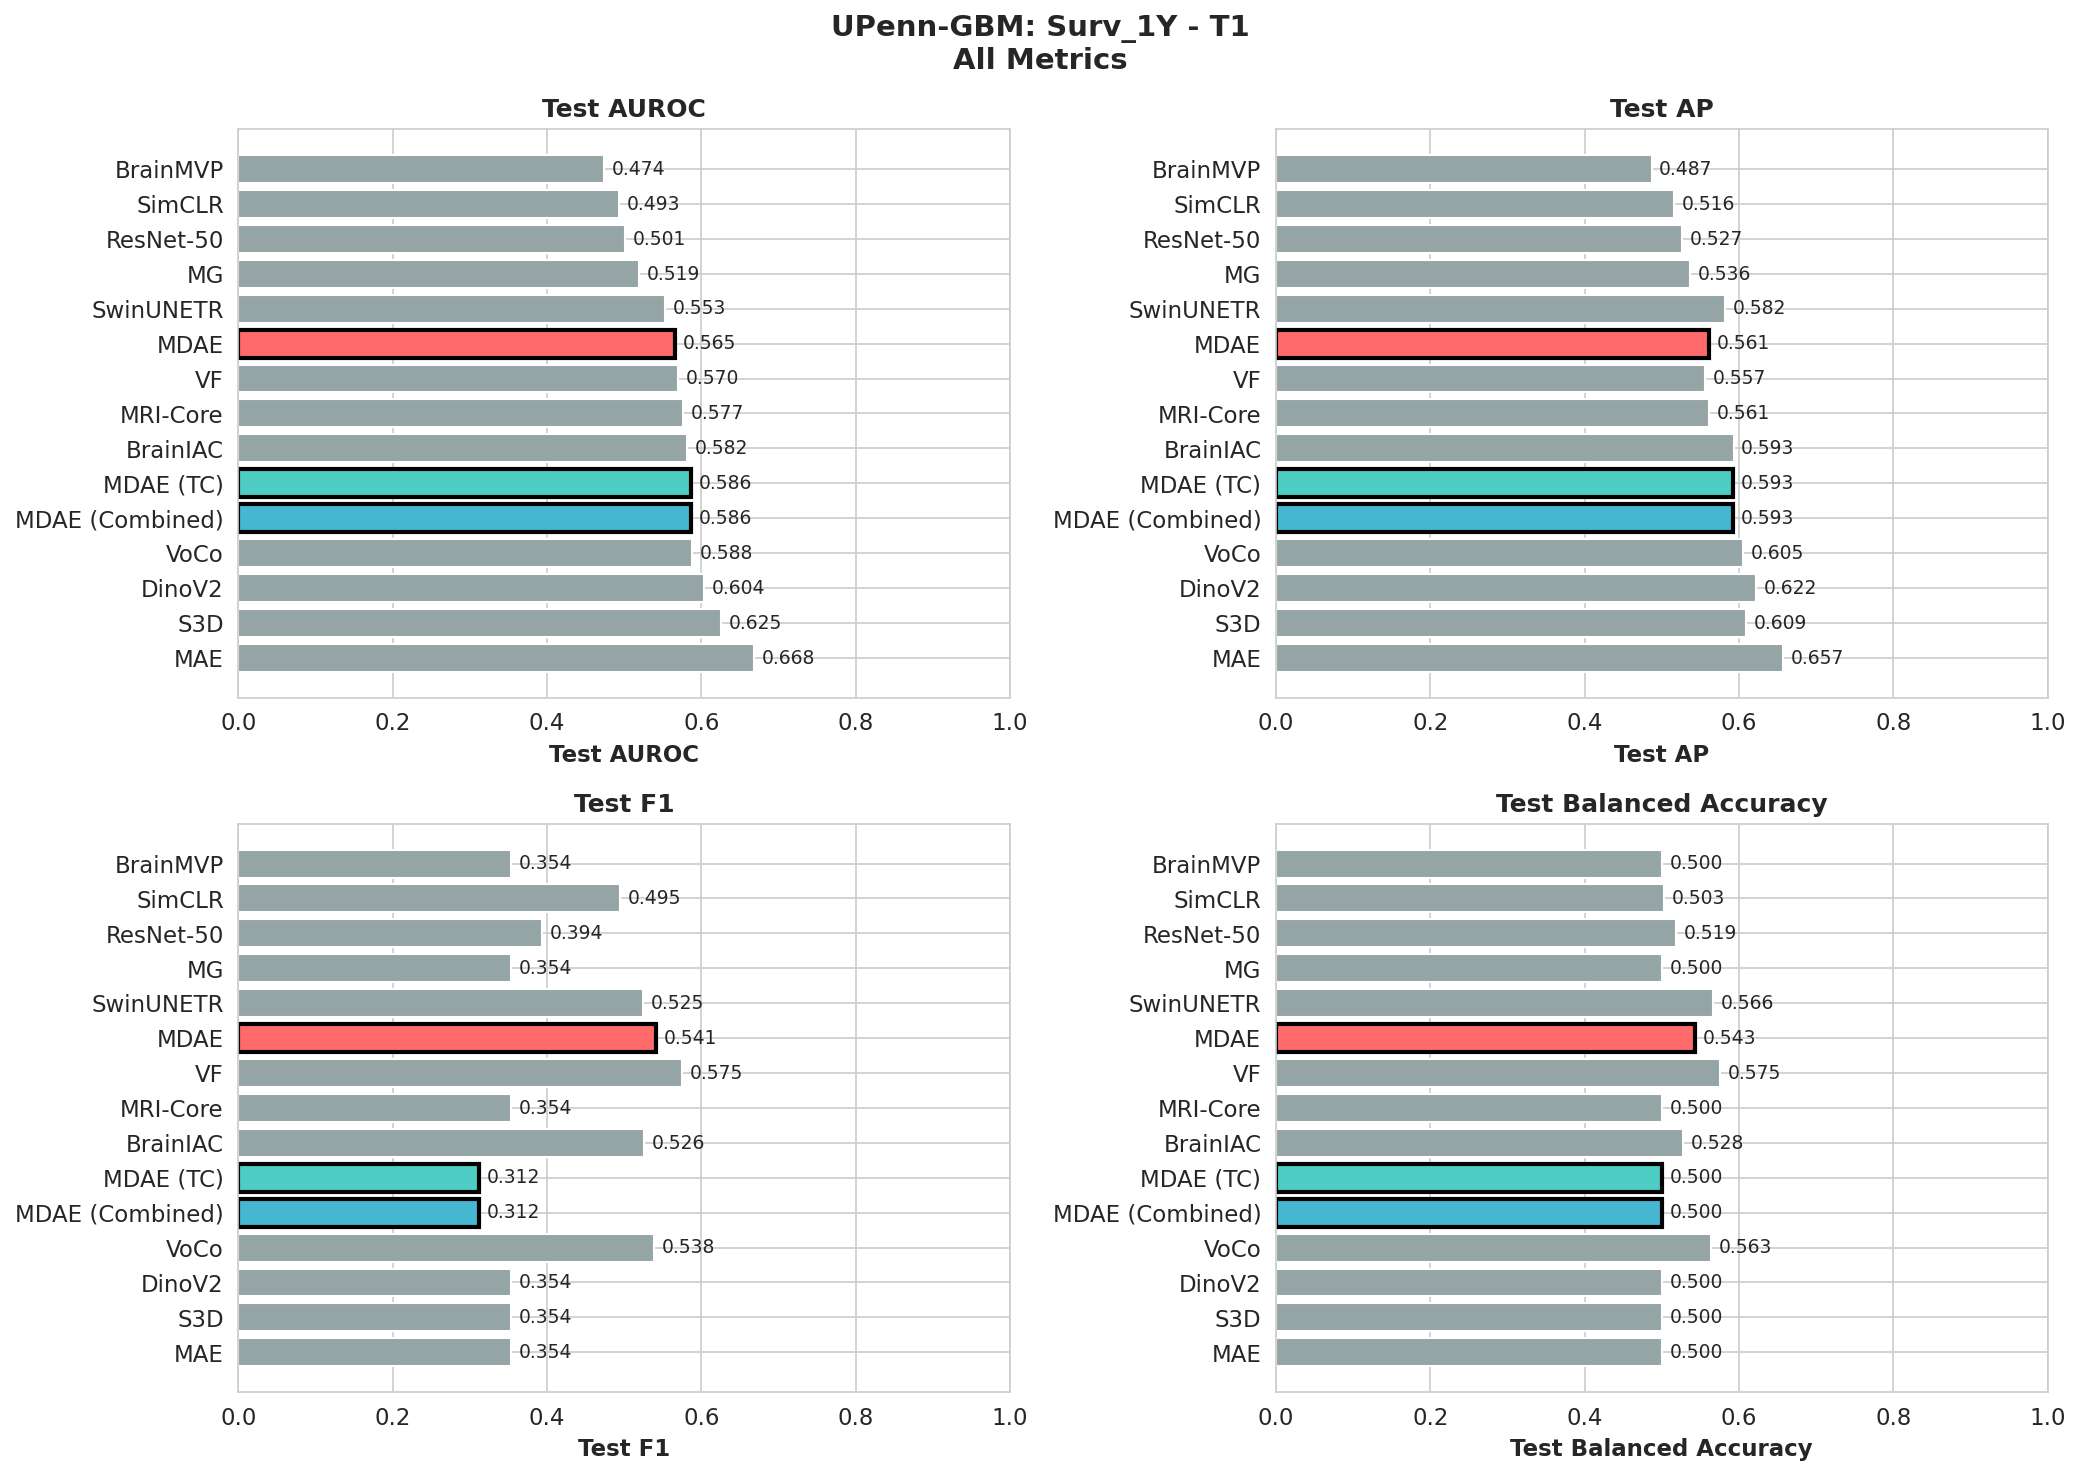 UPenn-GBM: Surv_1Y - T1
All Metrics
Test AUROC
BrainMVP 0.474
SimCLR 0.493
ResNet-50 0.501
MG 0.519
SwinUNETR 0.553
MDAE 0.565
VF 0.570
MRI-Core 0.577
BrainIAC 0.582
MDAE (TC) 0.586
MDAE (Combined) 0.586
VoCo 0.588
DinoV2 0.604
S3D 0.625
MAE 0.668
0.0 0.2 0.4 0.6 0.8 1.0
Test AUROC
Test AP
BrainMVP 0.487
SimCLR 0.516
ResNet-50 0.527
MG 0.536
SwinUNETR 0.582
MDAE 0.561
VF 0.557
MRI-Core 0.561
BrainIAC 0.593
MDAE (TC) 0.593
MDAE (Combined) 0.593
VoCo 0.605
DinoV2 0.622
S3D 0.609
MAE 0.657
0.0 0.2 0.4 0.6 0.8 1.0
Test AP
Test F1
BrainMVP 0.354
SimCLR 0.495
ResNet-50 0.394
MG 0.354
SwinUNETR 0.525
MDAE 0.541
VF 0.575
MRI-Core 0.354
BrainIAC 0.526
MDAE (TC) 0.312
MDAE (Combined) 0.312
VoCo 0.538
DinoV2 0.354
S3D 0.354
MAE 0.354
0.0 0.2 0.4 0.6 0.8 1.0
Test F1
Test Balanced Accuracy
BrainMVP 0.500
SimCLR 0.503
ResNet-50 0.519
MG 0.500
SwinUNETR 0.566
MDAE 0.543
VF 0.575
MRI-Core 0.500
BrainIAC 0.528
MDAE (TC) 0.500
MDAE (Combined) 0.500
VoCo 0.563
DinoV2 0.500
S3D 0.500
MAE 0.500
0.0 0.2 0.4 0.6 0.8 1.0
Test Balanced Accuracy